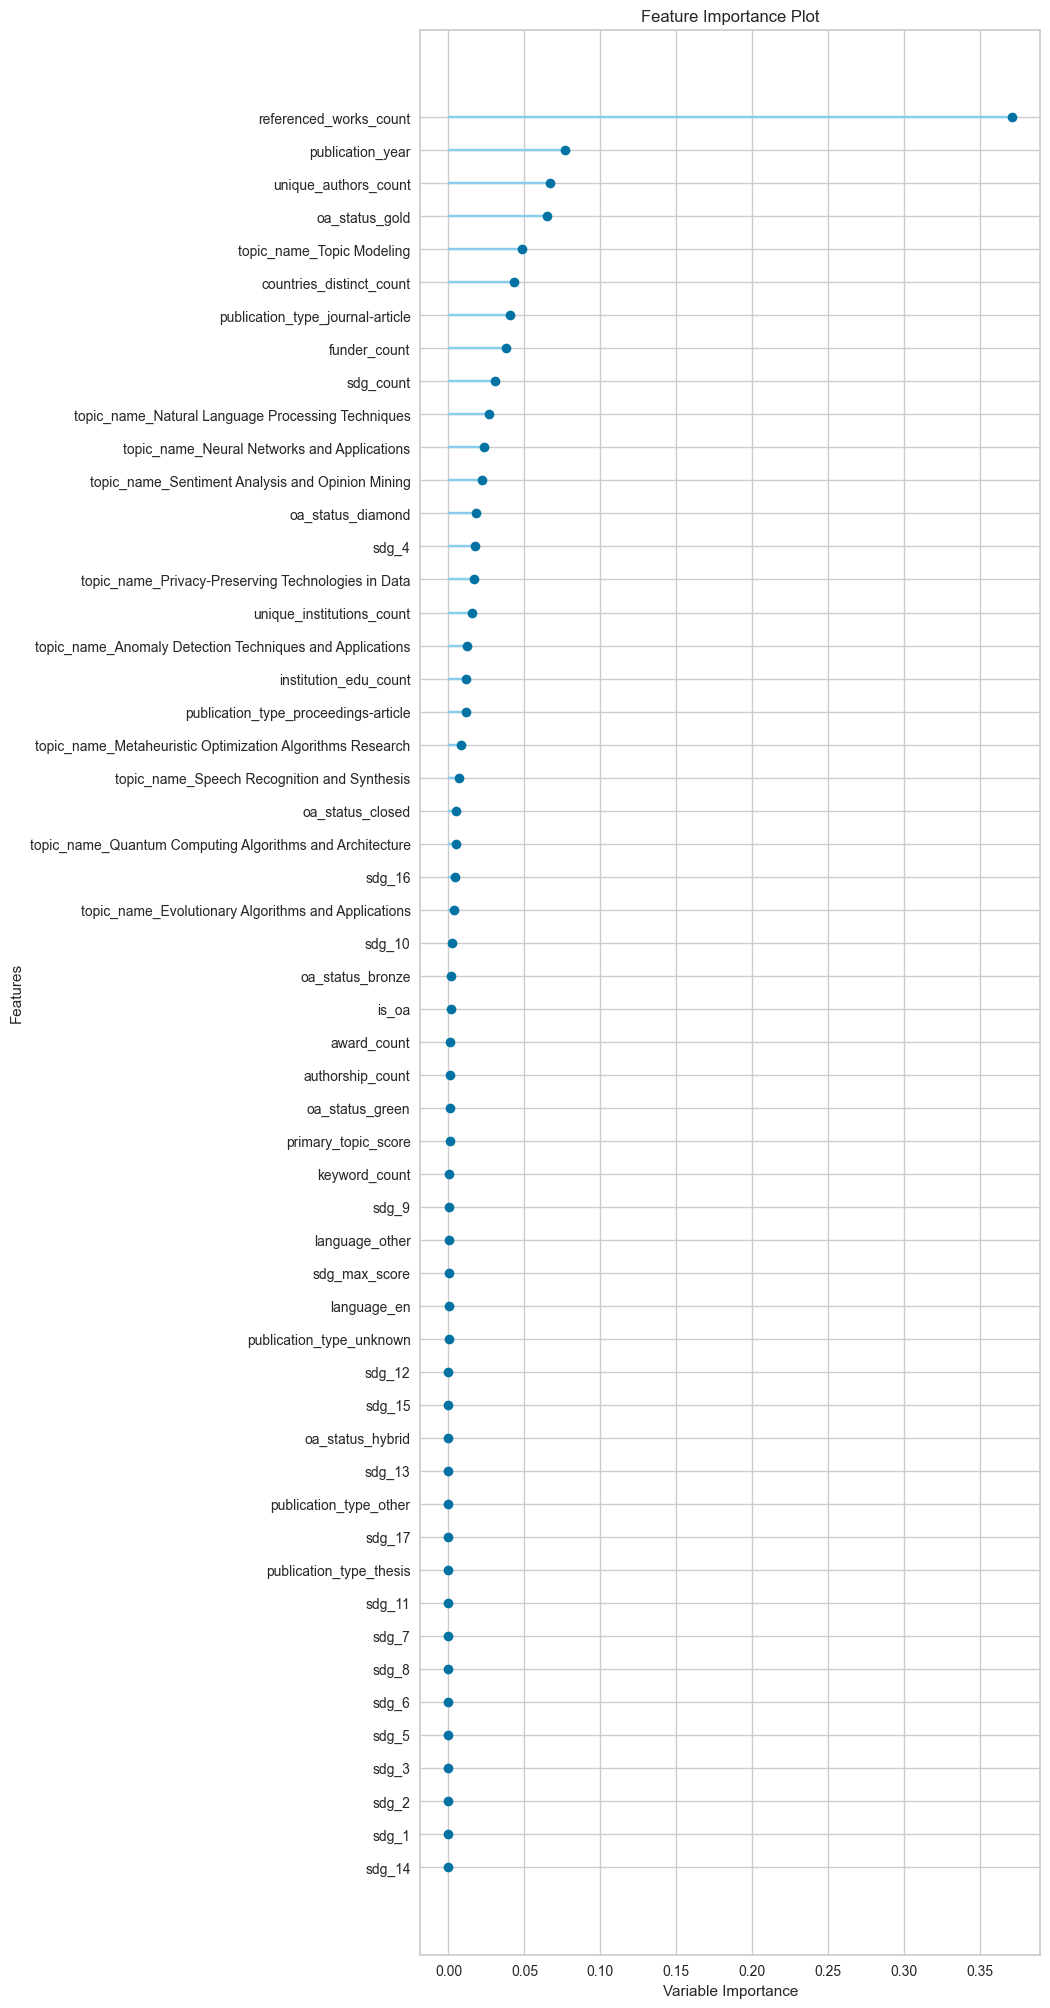 Feature Importance Plot
referenced_works_count
publication_year
unique_authors_count
oa_status_gold
topic_name_Topic Modeling
countries_distinct_count
publication_type_journal-article
funder_count
sdg_count
topic_name_Natural Language Processing Techniques
topic_name_Neural Networks and Applications
topic_name_Sentiment Analysis and Opinion Mining
oa_status_diamond
sdg_4
topic_name_Privacy-Preserving Technologies in Data
unique_institutions_count
topic_name_Anomaly Detection Techniques and Applications
institution_edu_count
publication_type_proceedings-article
topic_name_Metaheuristic Optimization Algorithms Research
topic_name_Speech Recognition and Synthesis
oa_status_closed
topic_name_Quantum Computing Algorithms and Architecture
sdg_16
topic_name_Evolutionary Algorithms and Applications
sdg_10
oa_status_bronze
is_oa
award_count
authorship_count
oa_status_green
primary_topic_score
keyword_count
sdg_9
language_other
sdg_max_score
language_en
publication_type_unknown
sdg_12
sdg_15
oa_status_hybrid
sdg_13
publication_type_other
sdg_17
publication_type_thesis
sdg_11
sdg_7
sdg_8
sdg_6
sdg_5
sdg_3
sdg_2
sdg_1
sdg_14
Features
0.00 0.05 0.10 0.15 0.20 0.25 0.30 0.35
Variable Importance